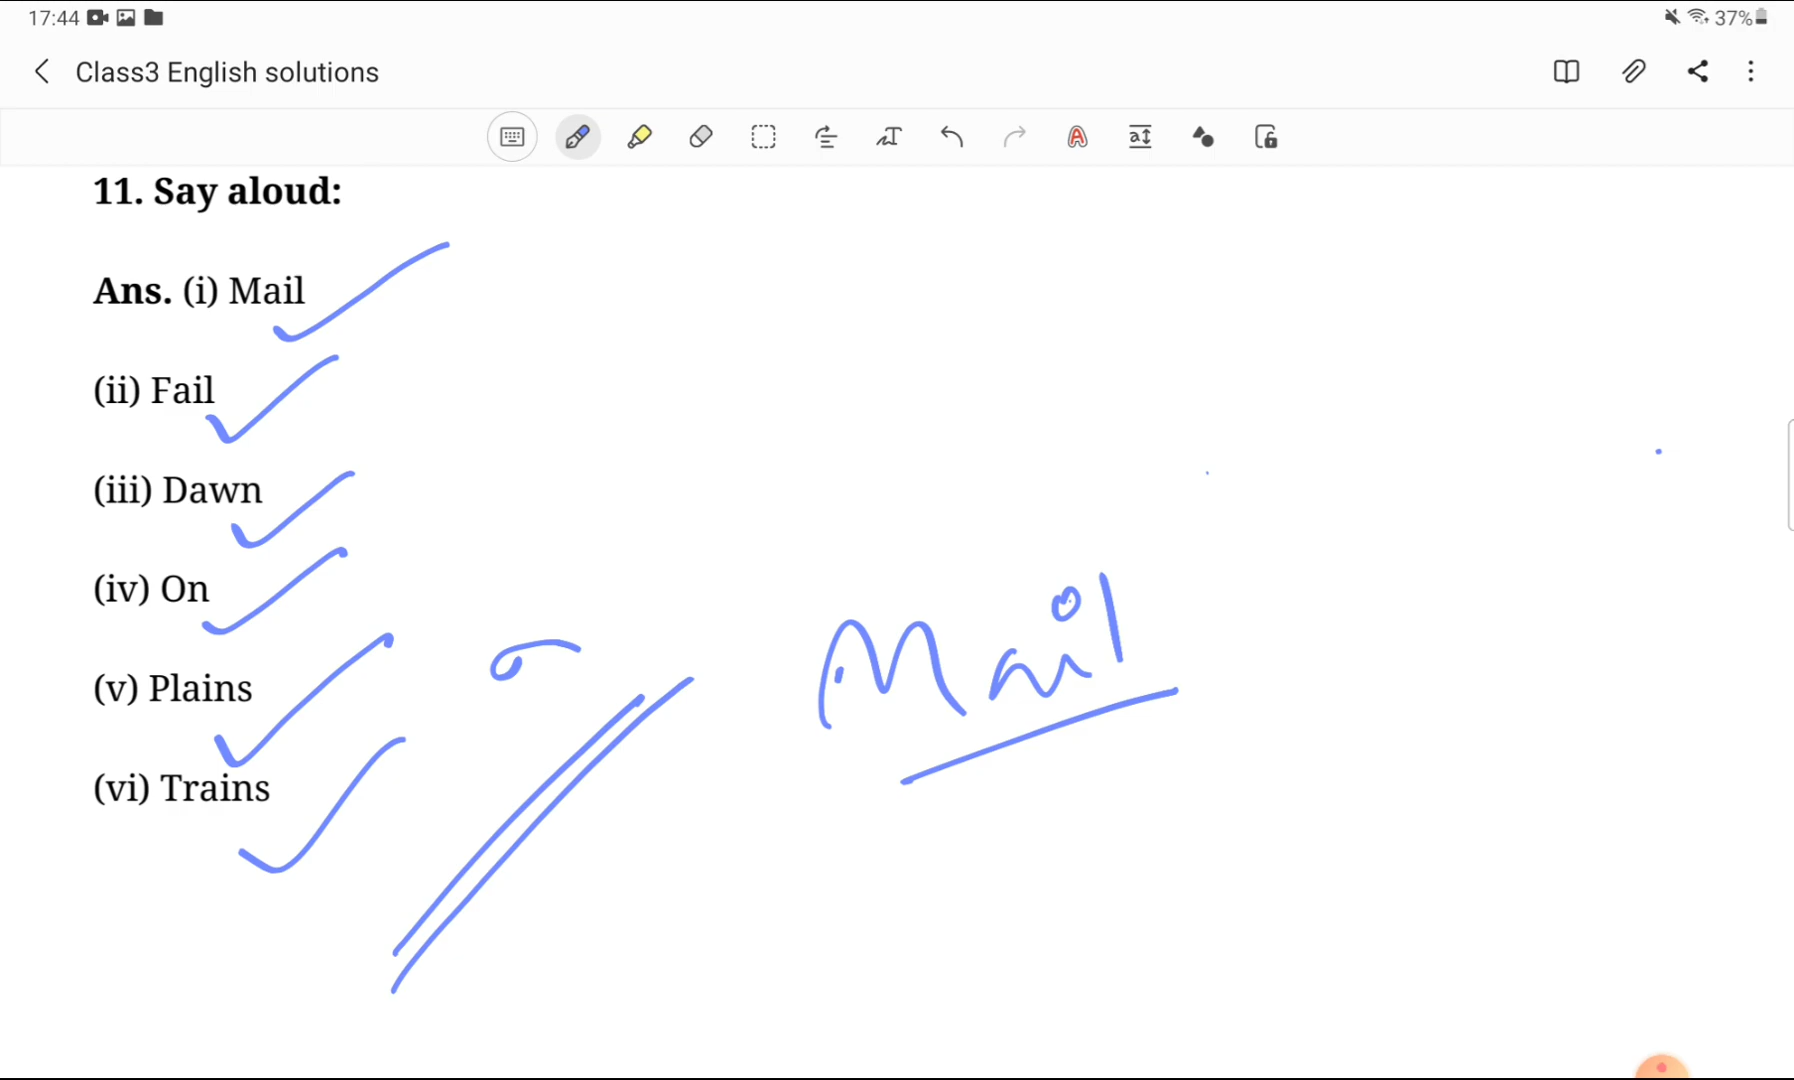 17:44 37%
Class3 English solutions
11. Say aloud:
Ans. (i) Mail
(ii) Fail
(iii) Dawn
(iv) On
(v) Plains
(vi) Trains
Mail